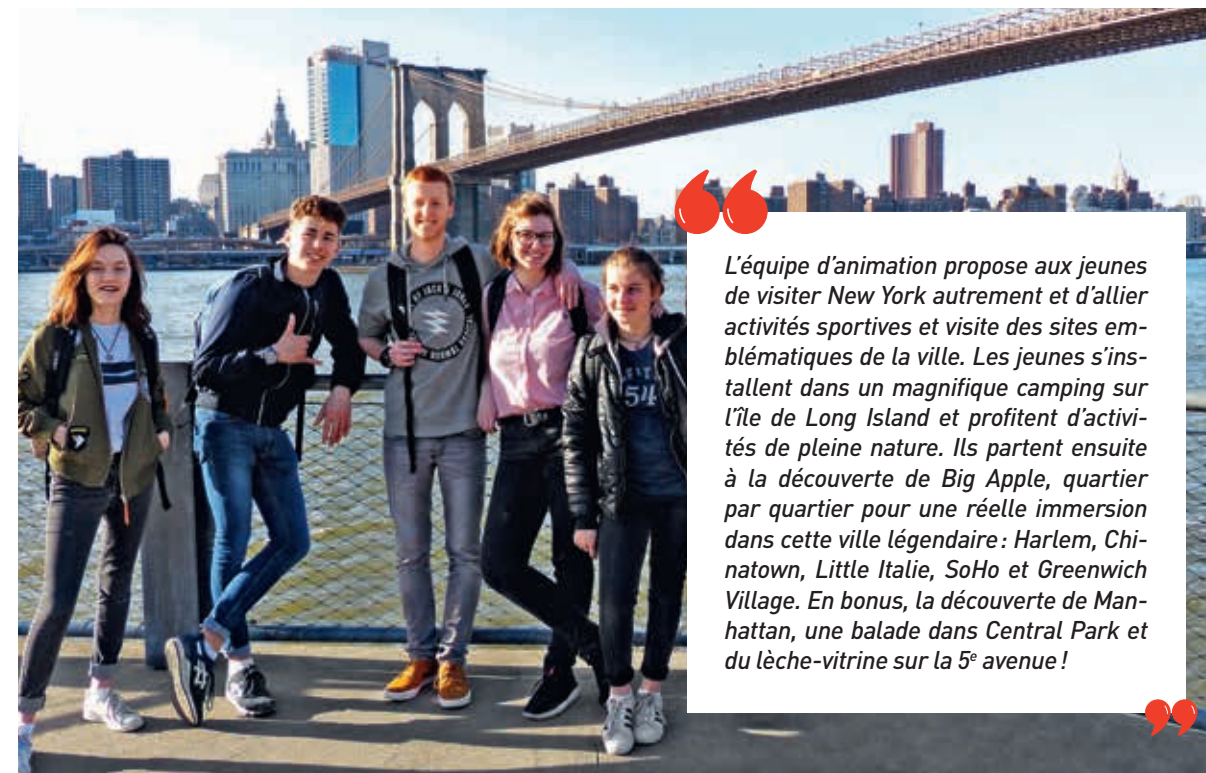 L'équipe d'animation propose aux jeunes
de visiter New York autrement et d'allier
activités sportives et visite des sites em-
blématiques de la ville. Les jeunes s'ins-
tallent dans un magnifique camping sur
l'île de Long Island et profitent d'activi-
tés de pleine nature. Ils partent ensuite
à la découverte de Big Apple, quartier
par quartier pour une réelle immersion
dans cette ville légendaire : Harlem, Chi-
natown, Little Italie, SoHo et Greenwich
Village. En bonus, la découverte de Man-
hattan, une balade dans Central Park et
du lèche-vitrine sur la 5e avenue !
54